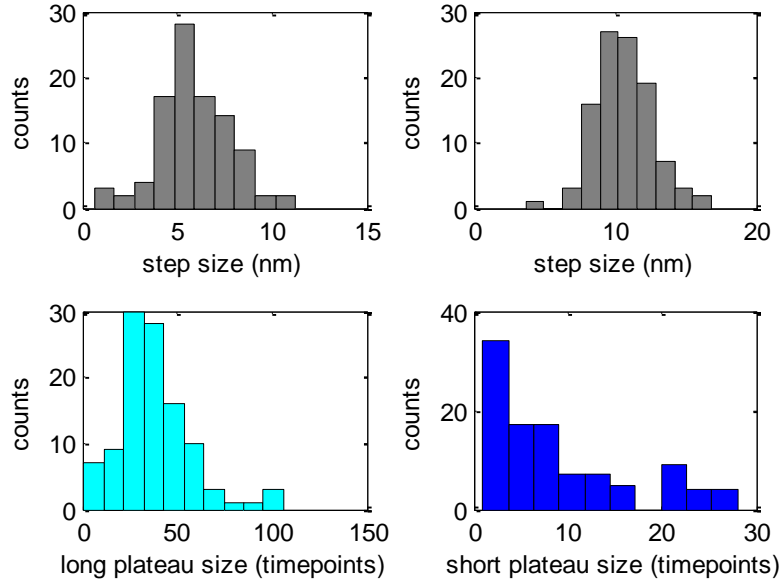 30
20
10
0
counts
0 5 10 15
step size (nm)
30
20
10
0
counts
0 10 20
step size (nm)
30
20
10
0
counts
0 50 100 150
long plateau size (timepoints)
40
20
0
counts
0 10 20 30
short plateau size (timepoints)